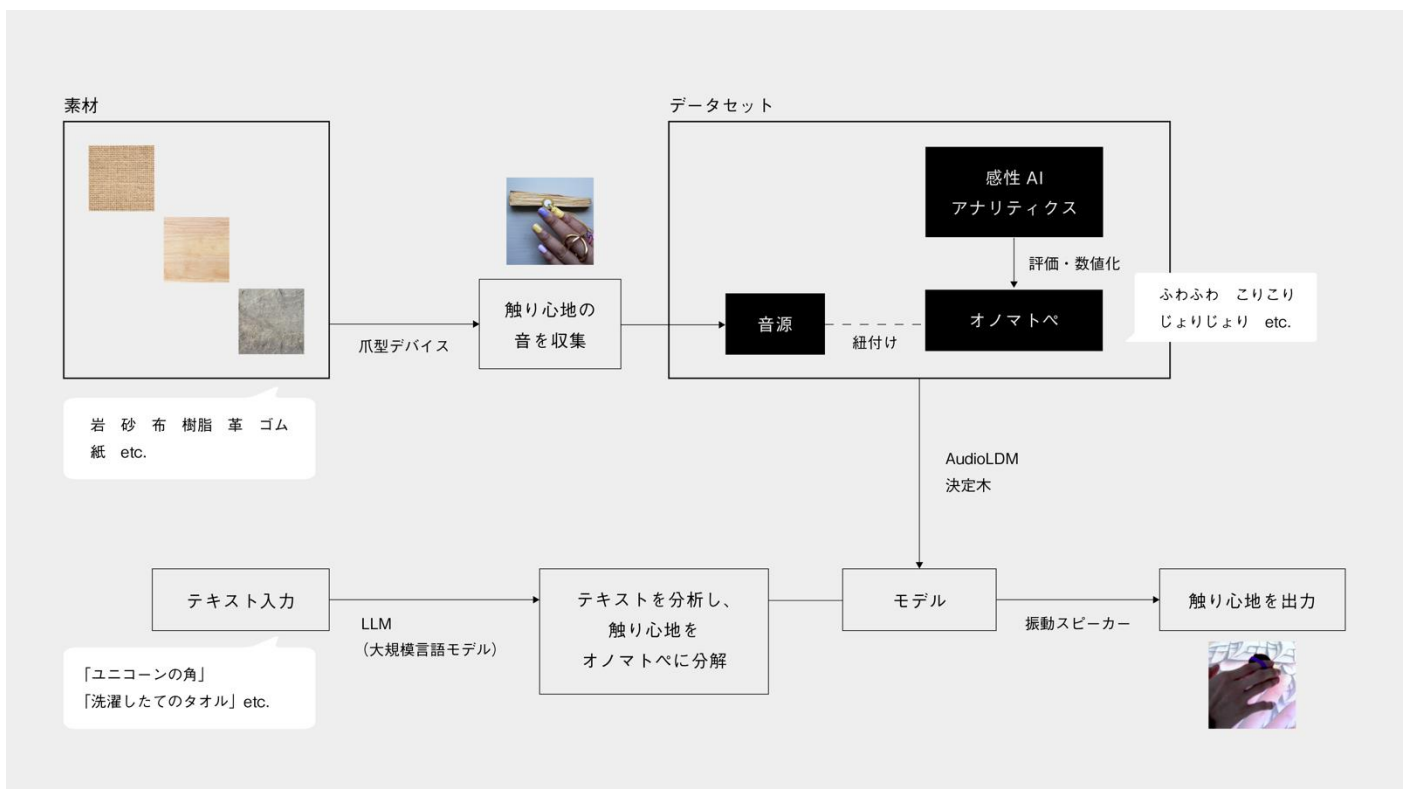 素材
岩 砂 布 樹脂 革 ゴム
紙 etc.
爪型デバイス
触り心地の
音を収集
データセット
感性 AI
アナリティクス
評価・数値化
音源
紐付け
オノマトペ
ふわふわ こりこり
じょりじょり etc.
AudioLDM
決定木
テキスト入力
「ユニコーンの角」
「洗濯したてのタオル」etc.
LLM
（大規模言語モデル）
テキストを分析し、
触り心地を
オノマトペに分解
モデル
振動スピーカー
触り心地を出力